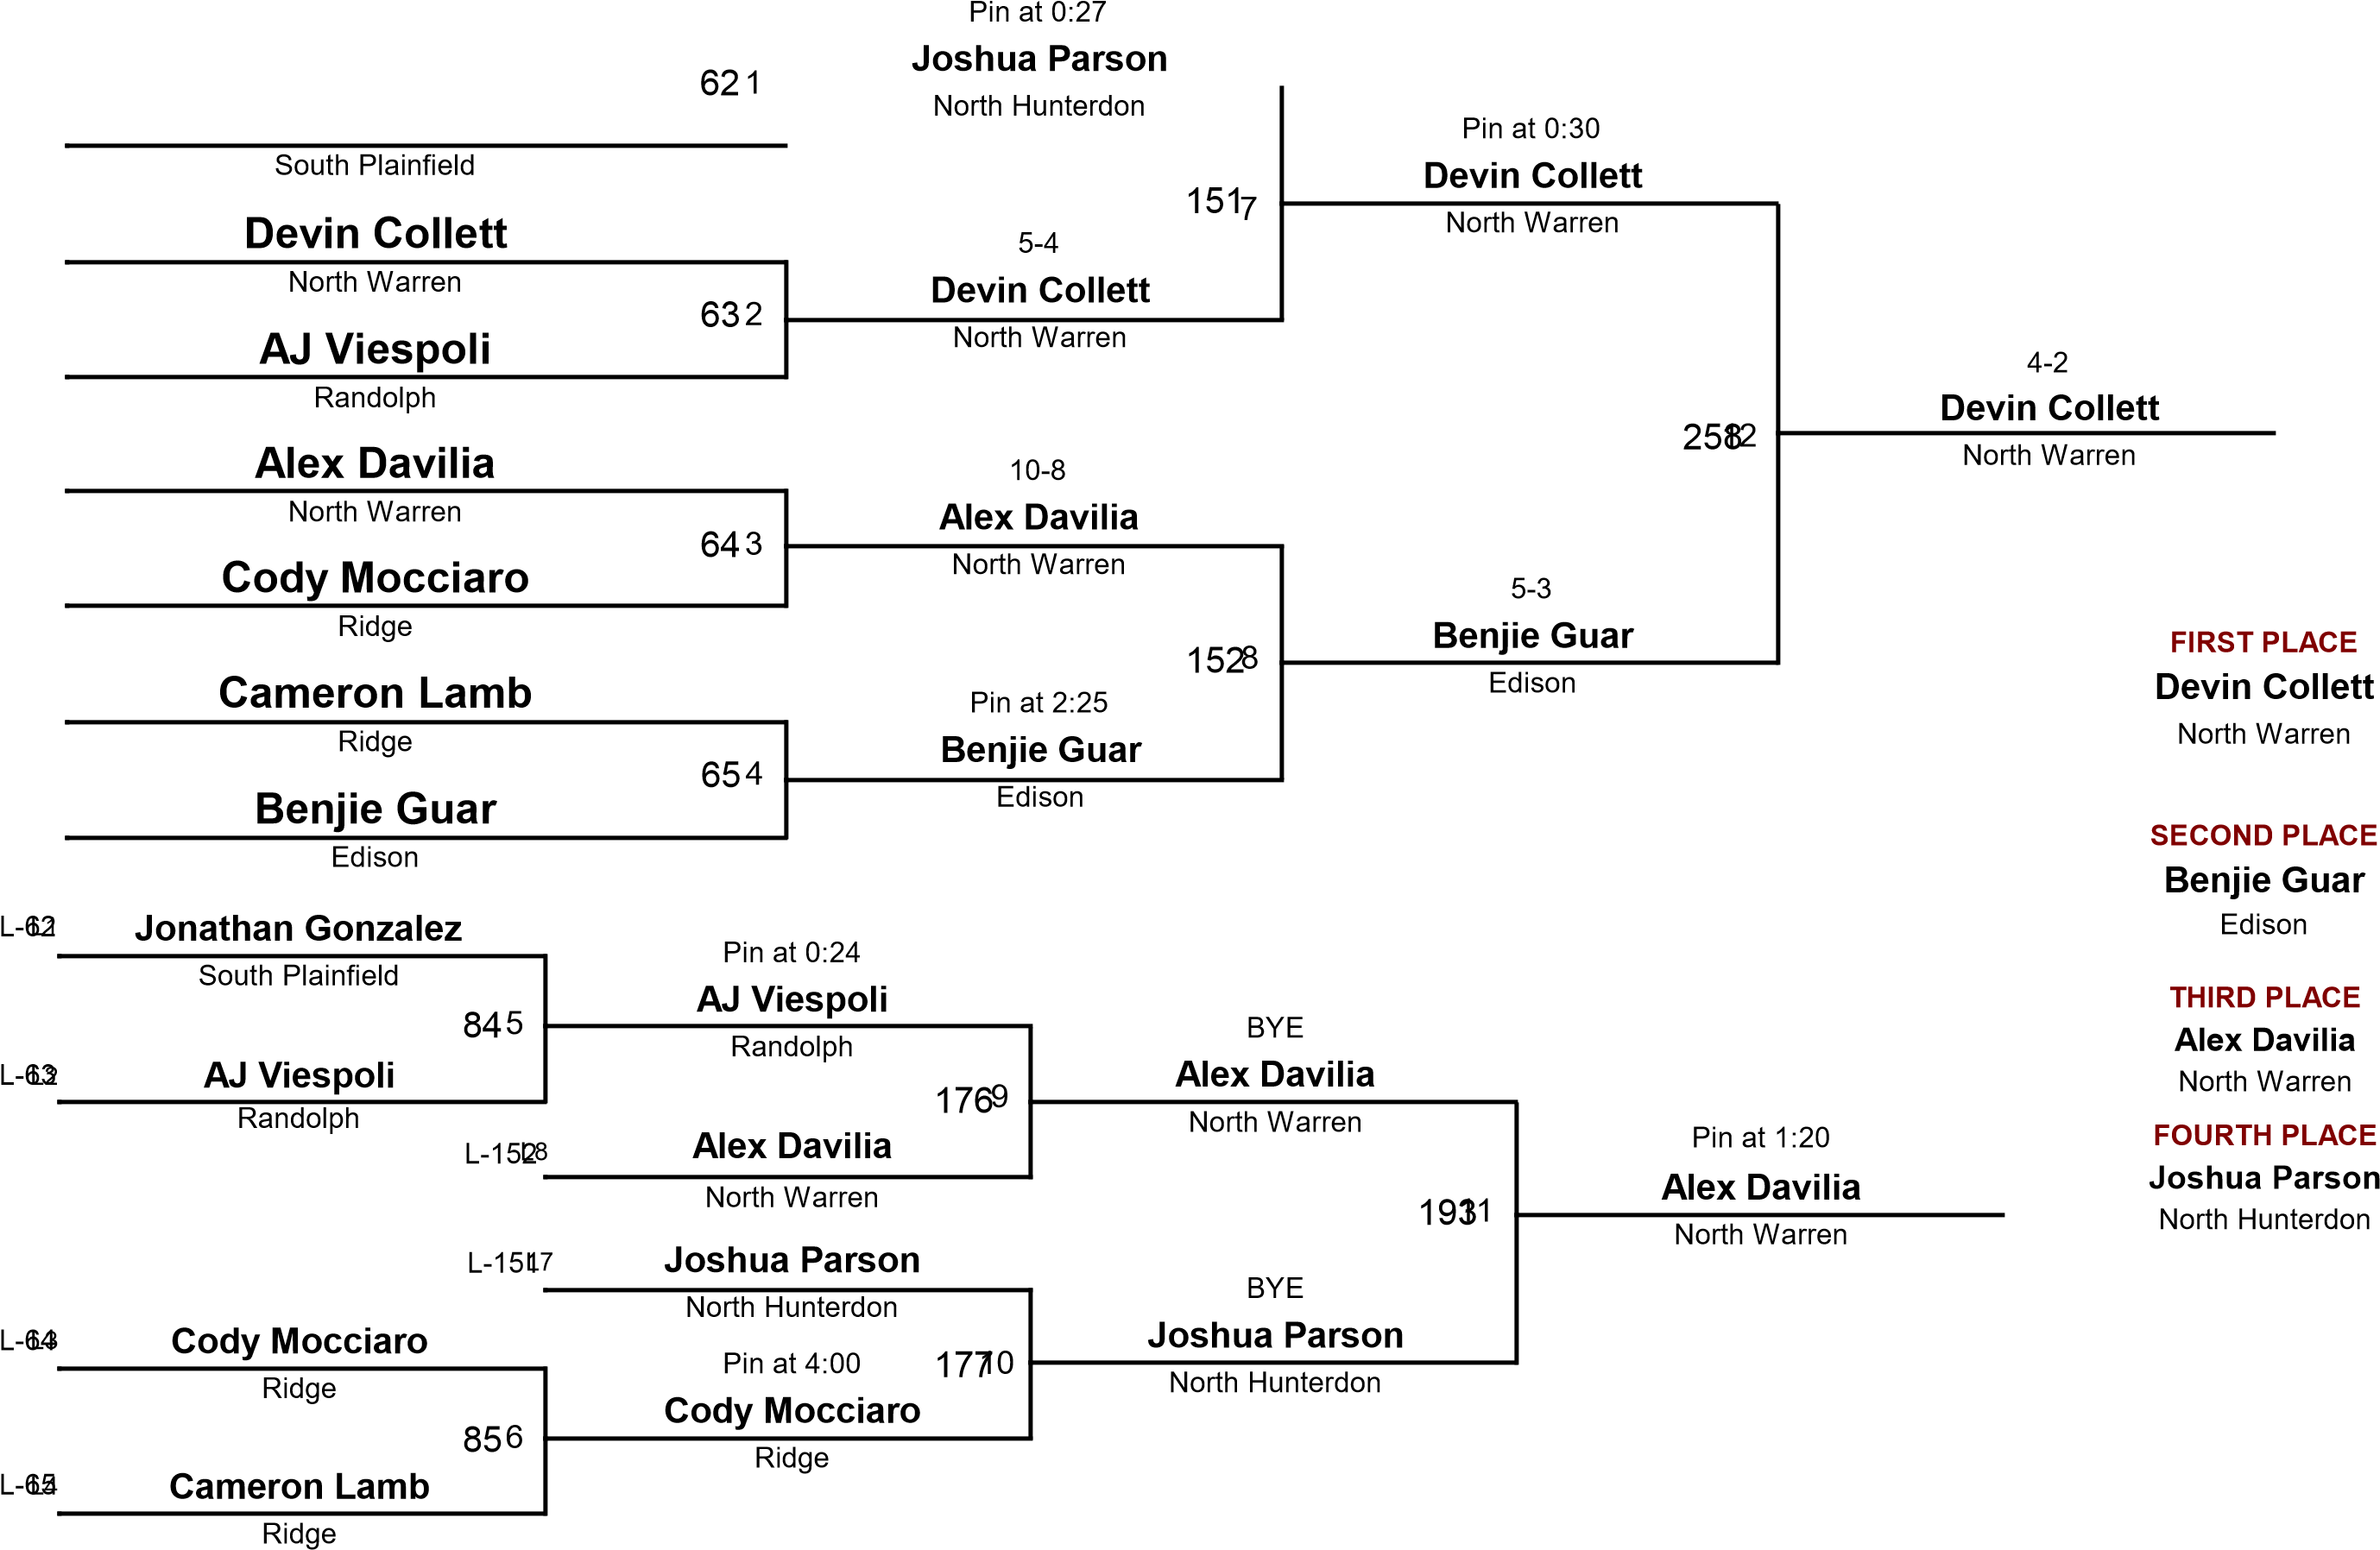 Pin at 0:27
Joshua Parson
North Hunterdon
62 1
South Plainfield
Pin at 0:30
Devin Collett
North Warren
151 7
Devin Collett
North Warren
5-4
Devin Collett
North Warren
63 2
AJ Viespoli
Randolph
4-2
Devin Collett
North Warren
258 12
Alex Davilia
North Warren
10-8
Alex Davilia
North Warren
64 3
Cody Mocciaro
Ridge
5-3
Benjie Guar
Edison
152 8
Cameron Lamb
Ridge
Pin at 2:25
Benjie Guar
Edison
65 4
Benjie Guar
Edison
FIRST PLACE
Devin Collett
North Warren
SECOND PLACE
Benjie Guar
Edison
THIRD PLACE
Alex Davilia
North Warren
FOURTH PLACE
Joshua Parson
North Hunterdon
Jonathan Gonzalez
South Plainfield
Pin at 0:24
AJ Viespoli
Randolph
84 5
AJ Viespoli
Randolph
BYE
Alex Davilia
North Warren
176 9
L-152 L8
Alex Davilia
North Warren
Pin at 1:20
Alex Davilia
North Warren
193 11
L-151 L7
Joshua Parson
North Hunterdon
BYE
Joshua Parson
North Hunterdon
Cody Mocciaro
Ridge
Pin at 4:00
177 10
Cody Mocciaro
Ridge
85 6
Cameron Lamb
Ridge